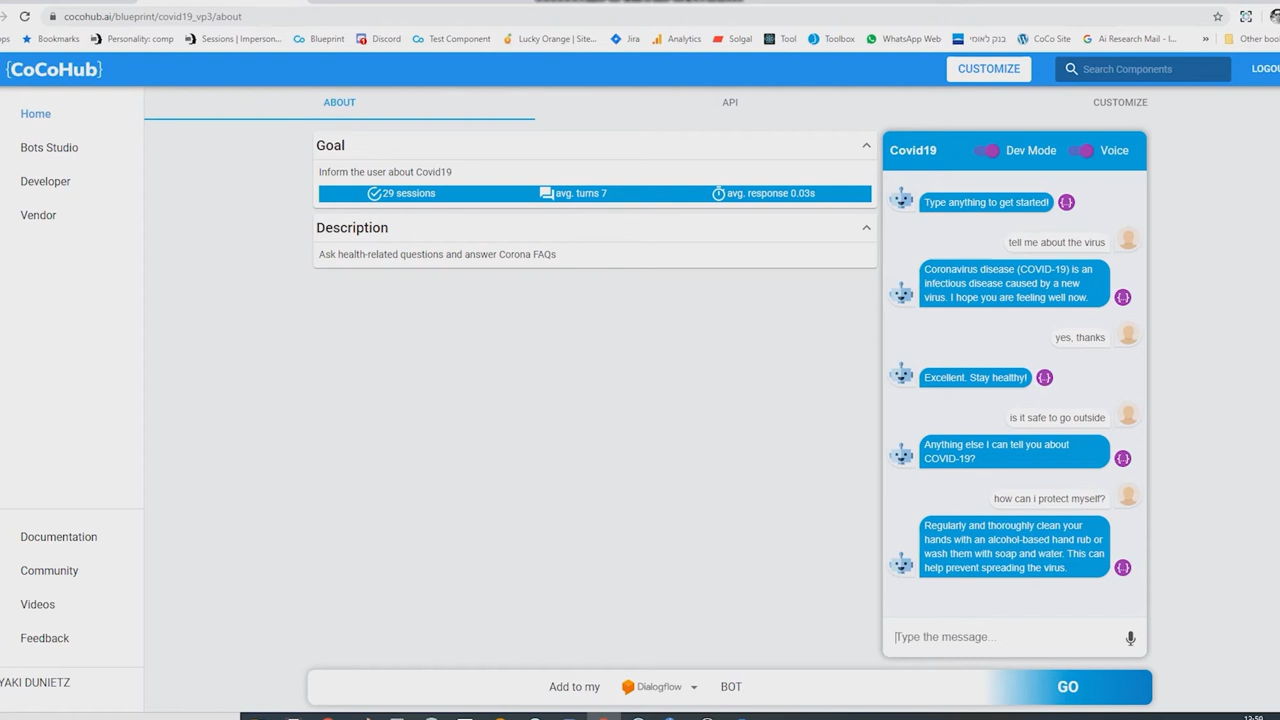 cocohub.ai/blueprint/covid19_vp3/about
Bookmarks Personality: comp Sessions | Imperson... Blueprint Discord Test Component Lucky Orange | Site... Jira Analytics Solgal Tool Toolbox WhatsApp Web בנק לאומי CoCo Site Ai Research Mail - I... » Other boo
{CoCoHub}
CUSTOMIZE
Search Components
LOGOU
Home
Bots Studio
Developer
Vendor
Documentation
Community
Videos
Feedback
YAKI DUNIETZ
ABOUT
API
CUSTOMIZE
Goal
Inform the user about Covid19
29 sessions avg. turns 7 avg. response 0.03s
Description
Ask health-related questions and answer Corona FAQs
Covid19 Dev Mode Voice
Type anything to get started! {..}
tell me about the virus
Coronavirus disease (COVID-19) is an
infectious disease caused by a new
virus. I hope you are feeling well now. {..}
yes, thanks
Excellent. Stay healthy! {..}
is it safe to go outside
Anything else I can tell you about
COVID-19? {..}
how can i protect myself?
Regularly and thoroughly clean your
hands with an alcohol-based hand rub or
wash them with soap and water. This can
help prevent spreading the virus. {..}
Type the message...
Add to my Dialogflow BOT
GO